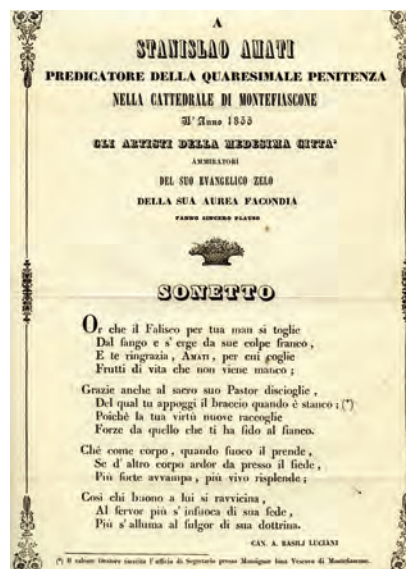 A
STANISLAO AMATI
PREDICATORE DELLA QUARESIMALE PENITENZA
NELLA CATTEDRALE DI MONTEFIASCONE
L'Anno 1855
GLI ARTISTI DELLA MEDESIMA CITTA'
AMMIRATORI
DEL SUO EVANGELICO ZELO
DELLA SUA AUREA FACONDIA
FANNO SINCERO PLAUSO
SONETTO
Or che il Falisco per tua man si toglie
Dal fango e s'erge da sue colpe franco,
E te ringrazia, AMATI, per cui coglie
Frutti di vita che non viene manco;
Grazie anche al sacro suo Pastor discioglie,
Del qual tu appoggi il braccio quando è stanco; (*)
Poichè la tua virtù nuove raccoglie
Forze da quello che ti ha fido al fianco.
Chè come corpo, quando fuoco il prende,
Se d'altro corpo ardor da presso il fiede,
Più forte avvampa, più vivo risplende;
Così chi buono a lui si ravvicina,
Al fervor più s'infuoca di sua fede,
Più s'alluma al fulgor di sua dottrina.
CAN. A. BASILJ LUCIANI
(*) Il valente Oratore esercita l'officio di Segretario presso Monsignor Vescovo di Montefiascone.